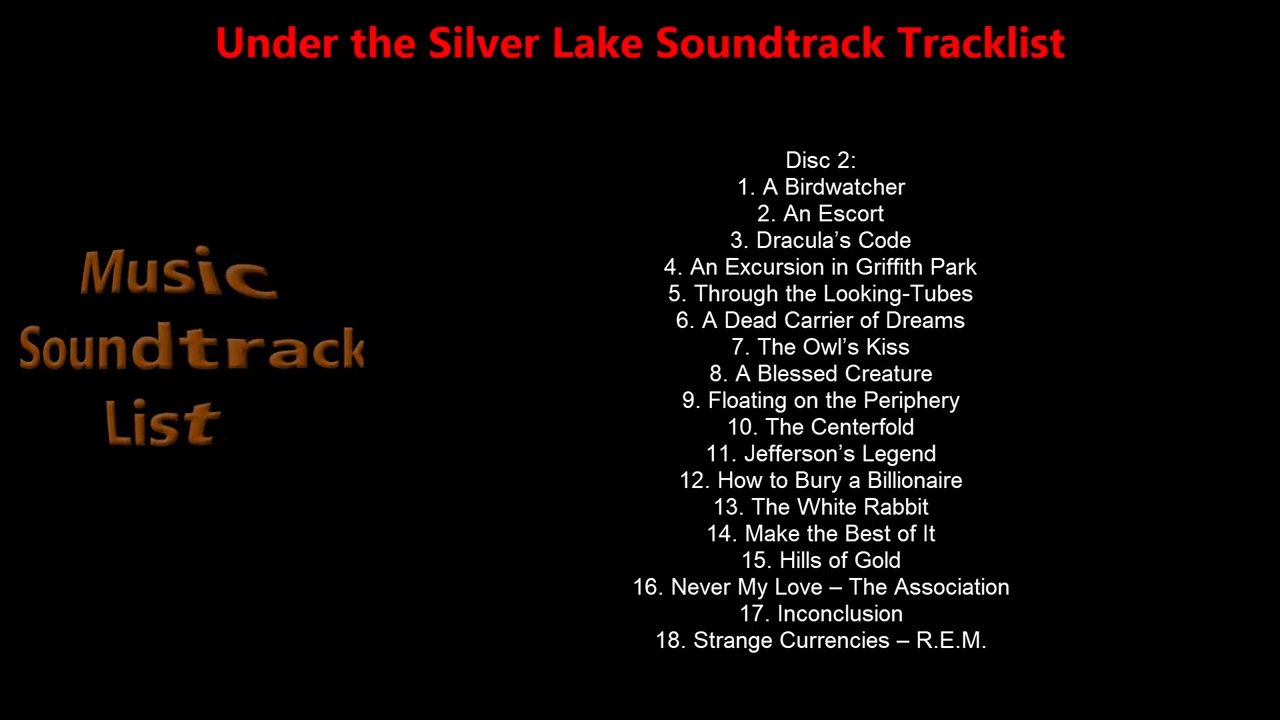 Under the Silver Lake Soundtrack Tracklist
Music
Soundtrack
List
Disc 2:
1. A Birdwatcher
2. An Escort
3. Dracula’s Code
4. An Excursion in Griffith Park
5. Through the Looking-Tubes
6. A Dead Carrier of Dreams
7. The Owl’s Kiss
8. A Blessed Creature
9. Floating on the Periphery
10. The Centerfold
11. Jefferson’s Legend
12. How to Bury a Billionaire
13. The White Rabbit
14. Make the Best of It
15. Hills of Gold
16. Never My Love – The Association
17. Inconclusion
18. Strange Currencies – R.E.M.